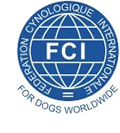 FEDERATION CYNOLOGIQUE INTERNATIONALE
FCI
FOR DOGS WORLDWIDE